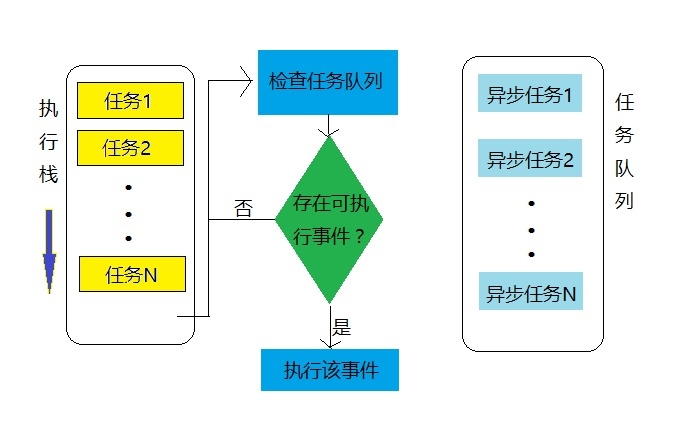 执
行
栈
任务1
任务2
任务N
检查任务队列
存在可执
行事件？
否
是
执行该事件
异步任务1
异步任务2
异步任务N
任
务
队
列